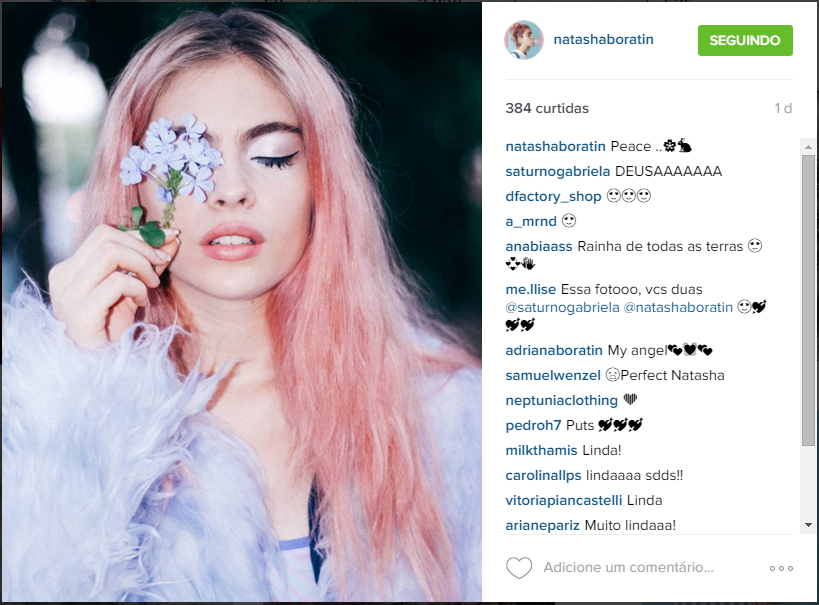 natashaboratin
SEGUINDO
384 curtidas
1 d
natashaboratin Peace ..
saturnogabriela DEUSAAAAAAA
dfactory_shop
a_mrnd
anabiaass Rainha de todas as terras
me.llise Essa fotooo, vcs duas
@saturnogabriela @natashaboratin
adrianaboratin My angel
samuelwenzel Perfect Natasha
neptuniaclothing
pedroh7 Puts
milkthamis Linda!
carolinallps lindaaaa sdds!!
vitoriapiancastelli Linda
arianepariz Muito lindaaa!
Adicione um comentário...